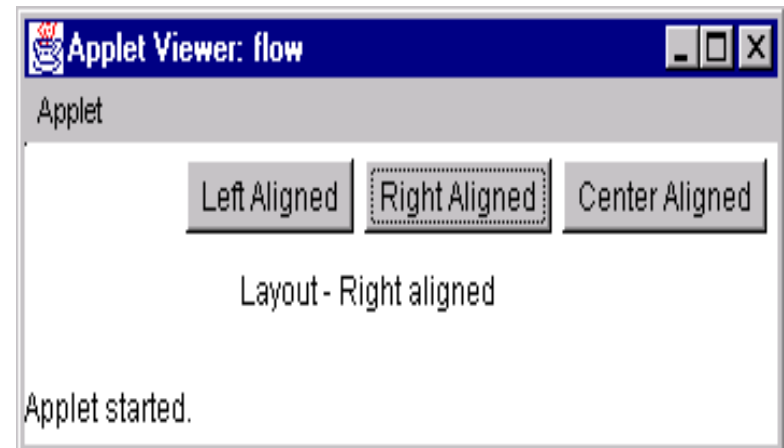 Applet Viewer: flow
Applet
Left Aligned Right Aligned Center Aligned
Layout - Right aligned
Applet started.